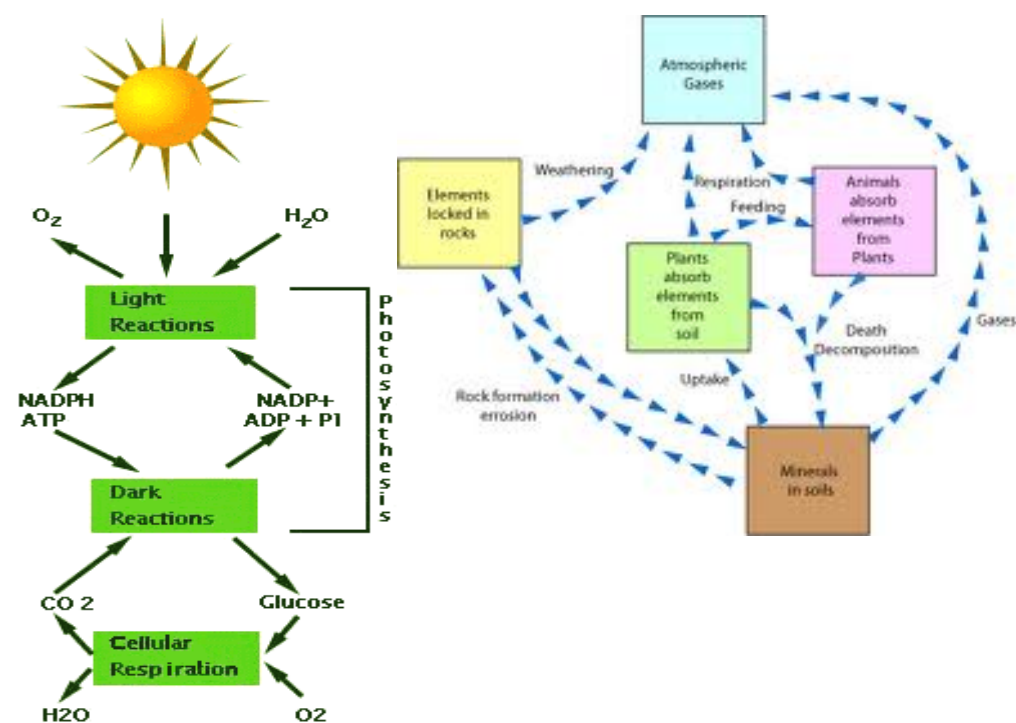 O2
H2O
Light
Reactions
Photosynthesis
NADPH
ATP
NADP+
ADP + P1
Dark
Reactions
CO 2
Glucose
Cellular
Respiration
H2O
O2
Atmospheric
Gases
Weathering
Elements
locked in
rocks
Respiration
Feeding
Animals
absorb
elements
from
Plants
Plants
absorb
elements
from
soil
Gases
Death
Decomposition
Uptake
Rock formation
errosion
Minerals
in soils